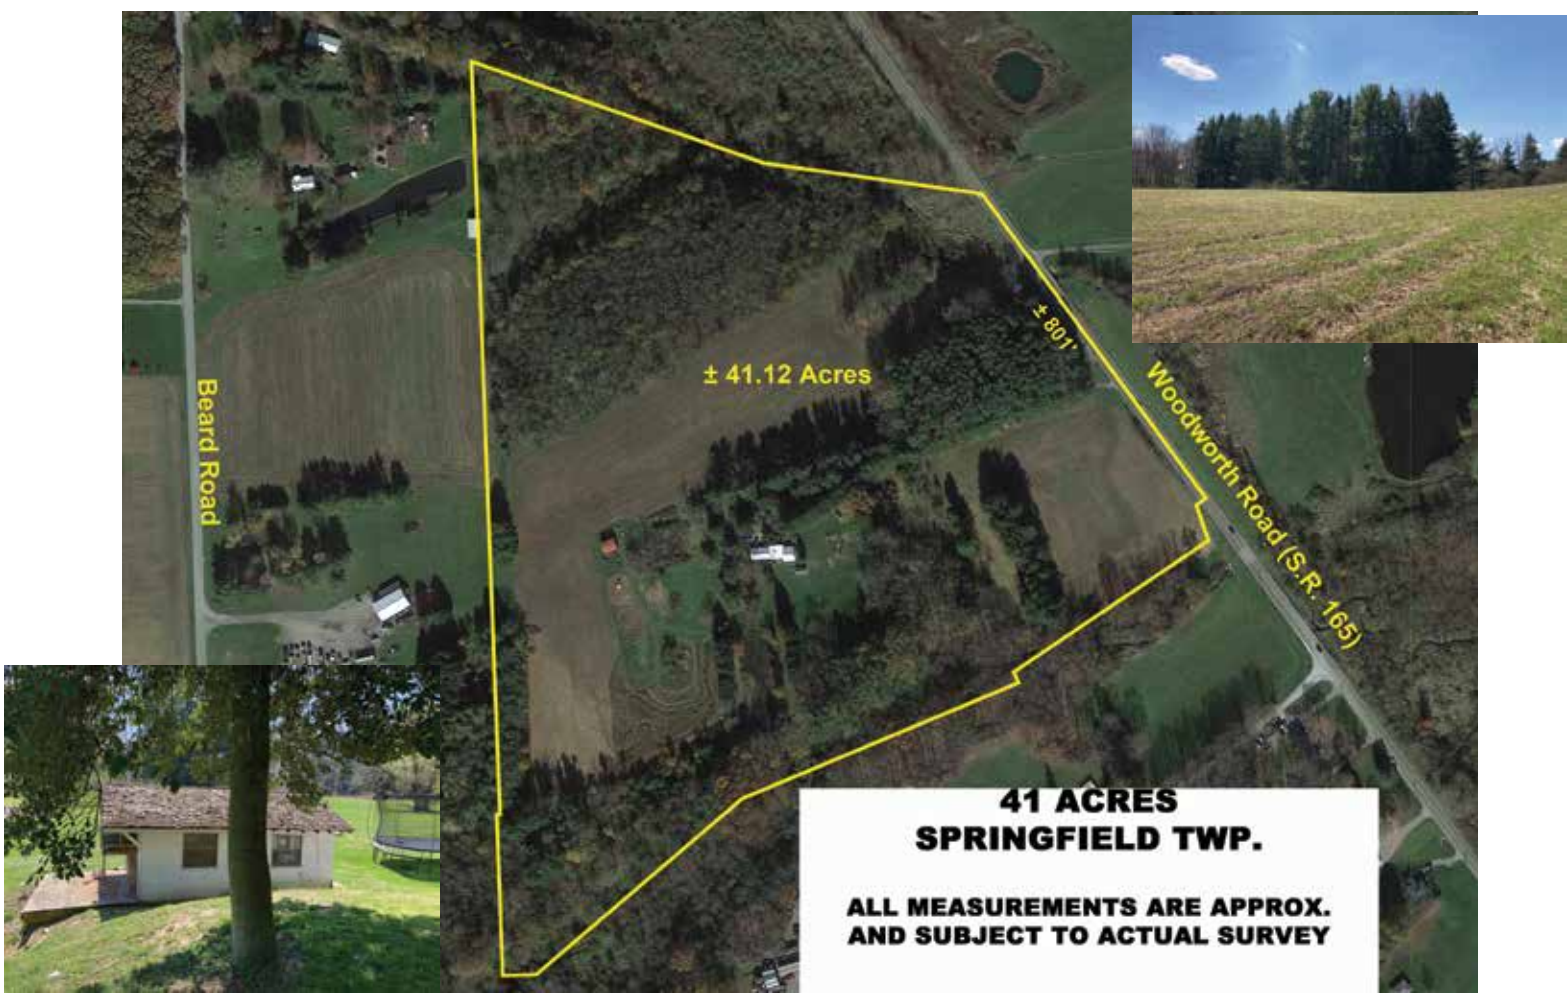 ± 801'
± 41.12 Acres
Woodworth Road (S.R. 165)
Beard Road
41 ACRES
SPRINGFIELD TWP.
ALL MEASUREMENTS ARE APPROX.
AND SUBJECT TO ACTUAL SURVEY